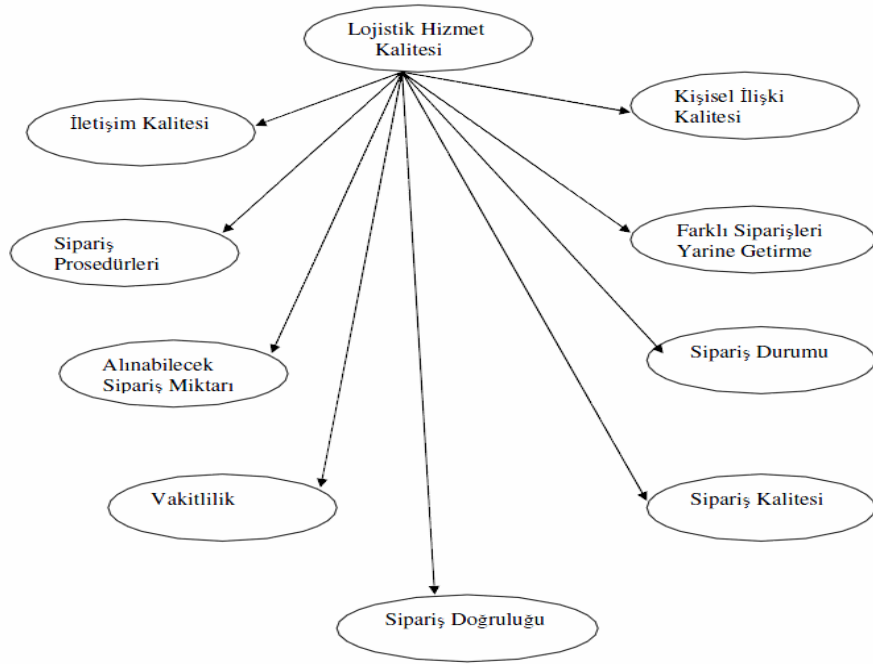 Lojistik Hizmet
Kalitesi
Kişisel İlişki
Kalitesi
İletişim Kalitesi
Sipariş
Prosedürleri
Farklı Siparişleri
Yarine Getirme
Alınabilecek
Sipariş Miktarı
Sipariş Durumu
Vakitlilik
Sipariş Kalitesi
Sipariş Doğruluğu